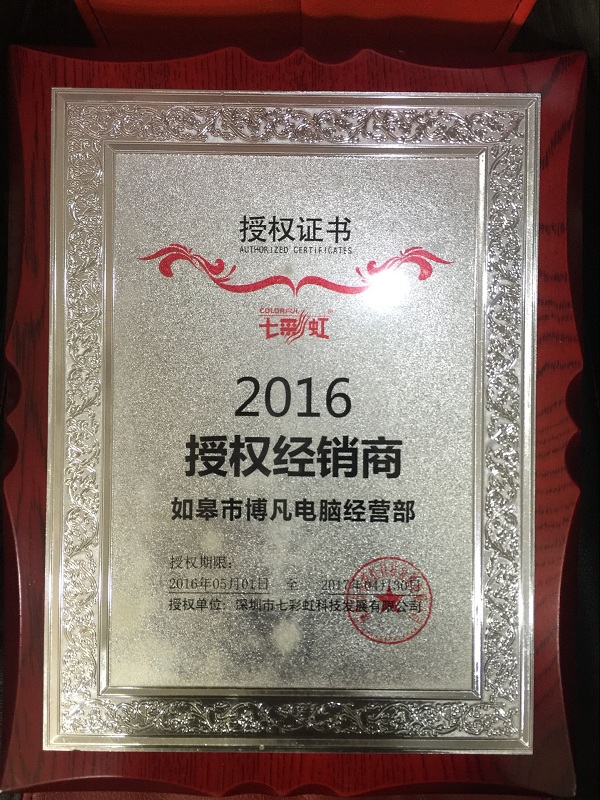 授权证书
AUTHORIZED CERTIFICATES
COLORFUL
七彩虹
2016
授权经销商
如皋市博凡电脑经营部
授权期限：
2016年05月01日 至 2017年04月30日
授权单位：深圳市七彩虹科技发展有限公司